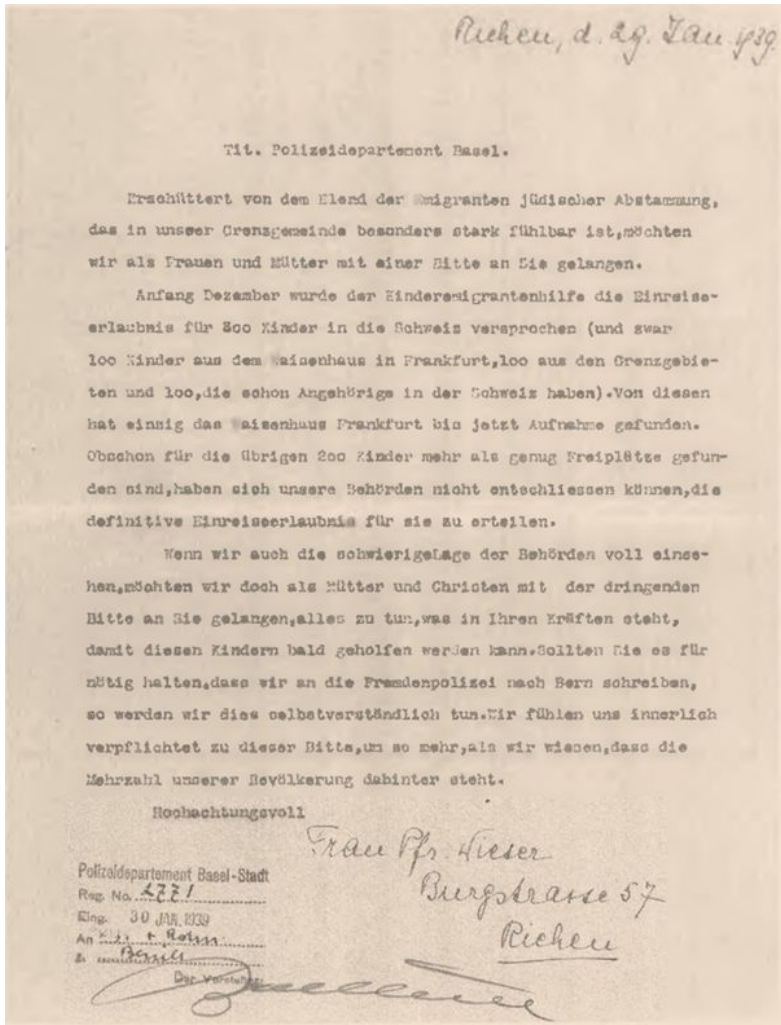 Riehen, d. 29. Jan. 1939.
Tit. Polizeidepartement Basel.
Erschüttert von dem Elend der Emigranten jüdischer Abstammung,
das in unser Grenzgemeinde besonders stark fühlbar ist,möchten
wir als Frauen und Mütter mit einer Bitte an Sie gelangen.
Anfang Dezember wurde der Kinderemigrantenhilfe die Einreise-
erlaubnis für 300 Kinder in die Schweiz versprochen (und zwar
100 Kinder aus dem Waisenhaus in Frankfurt,100 aus den Grenzgebie-
ten und 100,die schon Angehörige in der Schweiz haben).Von diesen
hat einzig das Waisenhaus Frankfurt bis jetzt Aufnahme gefunden.
Obschon für die übrigen 200 Kinder mehr als genug Freiplätze gefun-
den sind,haben sich unsere Behörden nicht entschliessen können,die
definitive Einreiseerlaubnis für sie zu erteilen.
Wenn wir auch die schwierigeLage der Behörden voll einse-
hen,möchten wir doch als Mütter und Christen mit der dringenden
Bitte an Sie gelangen,alles zu tun,was in Ihren Kräften steht,
damit diesen Kindern bald geholfen werden kann.Sollten Sie es für
nötig halten,dass wir an die Fremdenpolizei nach Bern schreiben,
so werden wir dies selbstverständlich tun.Wir fühlen uns innerlich
verpflichtet zu dieser Bitte,um so mehr,als wir wissen,dass die
Mehrzahl unserer Bevölkerung dahinter steht.
Hochachtungsvoll
Frau Pfr. Wieser
Burgstrasse 57
Riehen
Polizeidepartement Basel-Stadt
Reg. No. 2771
Eing. 30 JAN. 1939
An
z.
Der Vorsteher: